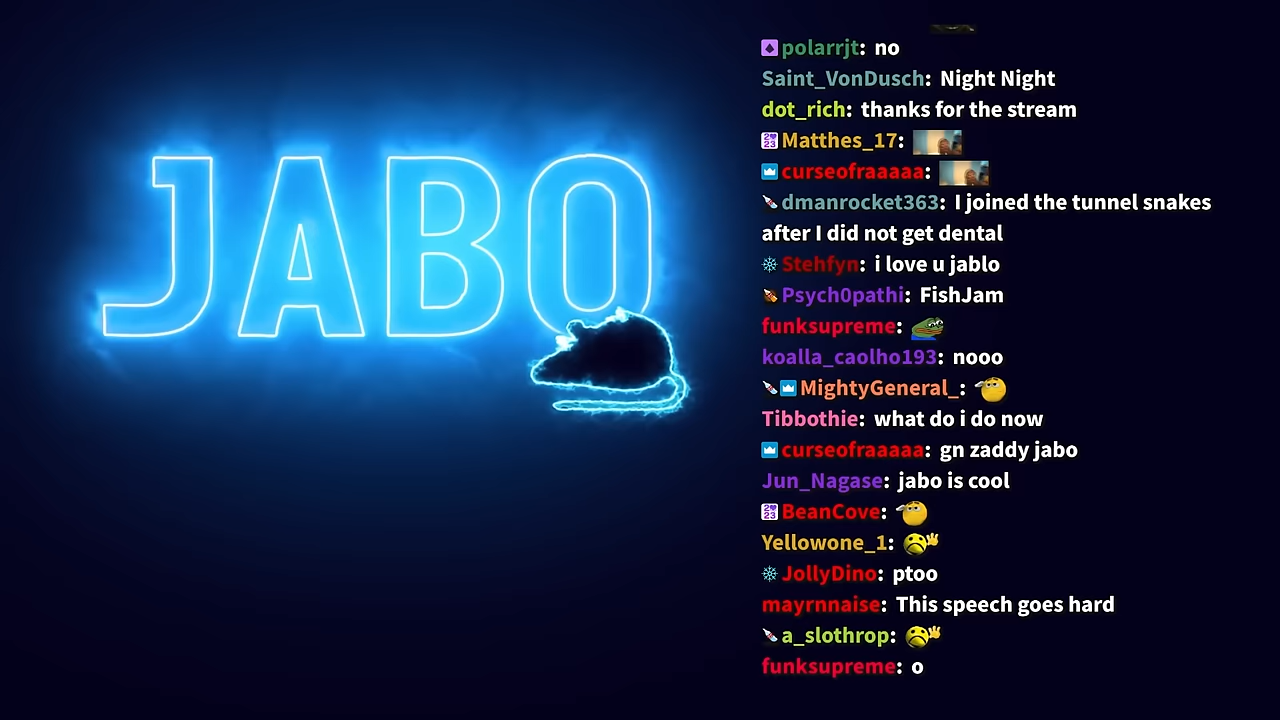 JABO
polarrjt: no
Saint_VonDusch: Night Night
dot_rich: thanks for the stream
Matthes_17:
curseofraaaaa:
dmanrocket363: I joined the tunnel snakes
after I did not get dental
Stehfyn: i love u jablo
Psych0pathi: FishJam
funksupreme:
koalla_caolho193: nooo
MightyGeneral_:
Tibbothie: what do i do now
curseofraaaaa: gn zaddy jabo
Jun_Nagase: jabo is cool
BeanCove:
Yellowone_1:
JollyDino: ptoo
mayrnnaise: This speech goes hard
a_slothrop:
funksupreme: o